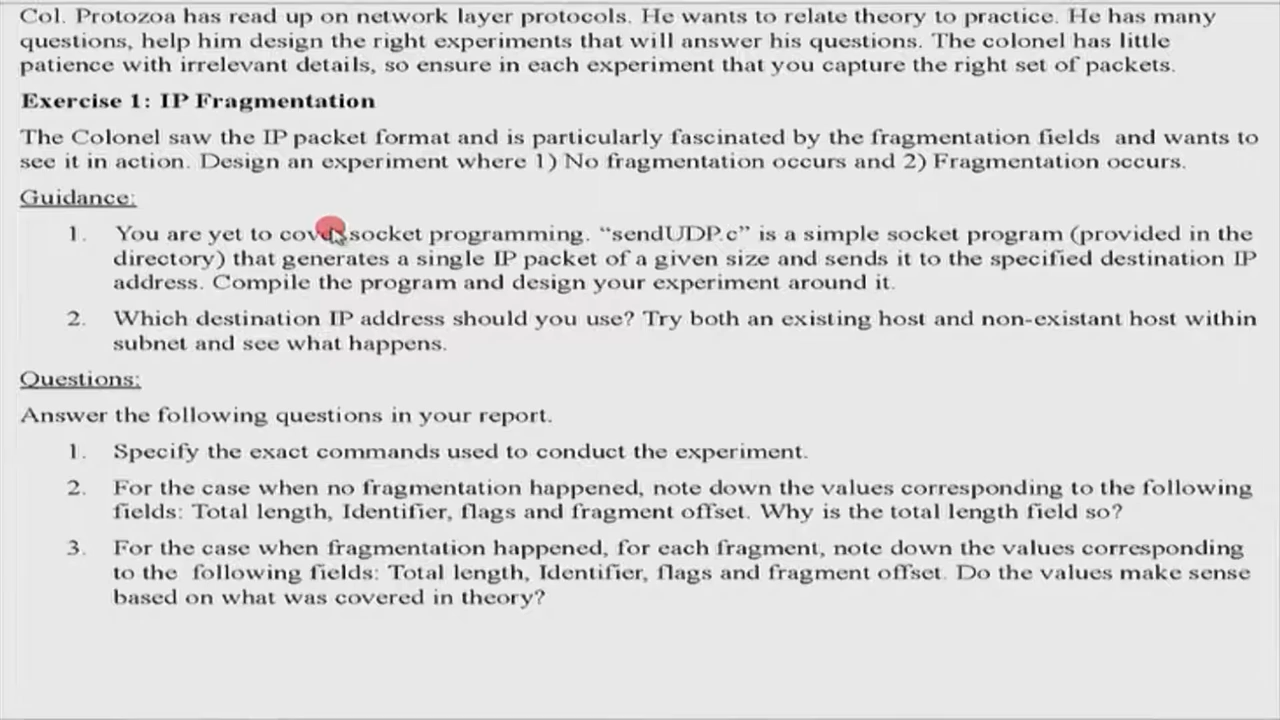 Col. Protozoa has read up on network layer protocols. He wants to relate theory to practice. He has many
questions, help him design the right experiments that will answer his questions. The colonel has little
patience with irrelevant details, so ensure in each experiment that you capture the right set of packets.
Exercise 1: IP Fragmentation
The Colonel saw the IP packet format and is particularly fascinated by the fragmentation fields and wants to
see it in action. Design an experiment where 1) No fragmentation occurs and 2) Fragmentation occurs.
Guidance:
1. You are yet to cover socket programming. “sendUDP.c” is a simple socket program (provided in the
directory) that generates a single IP packet of a given size and sends it to the specified destination IP
address. Compile the program and design your experiment around it.
2. Which destination IP address should you use? Try both an existing host and non-existant host within
subnet and see what happens.
Questions:
Answer the following questions in your report.
1. Specify the exact commands used to conduct the experiment.
2. For the case when no fragmentation happened, note down the values corresponding to the following
fields: Total length, Identifier, flags and fragment offset. Why is the total length field so?
3. For the case when fragmentation happened, for each fragment, note down the values corresponding
to the following fields: Total length, Identifier, flags and fragment offset. Do the values make sense
based on what was covered in theory?